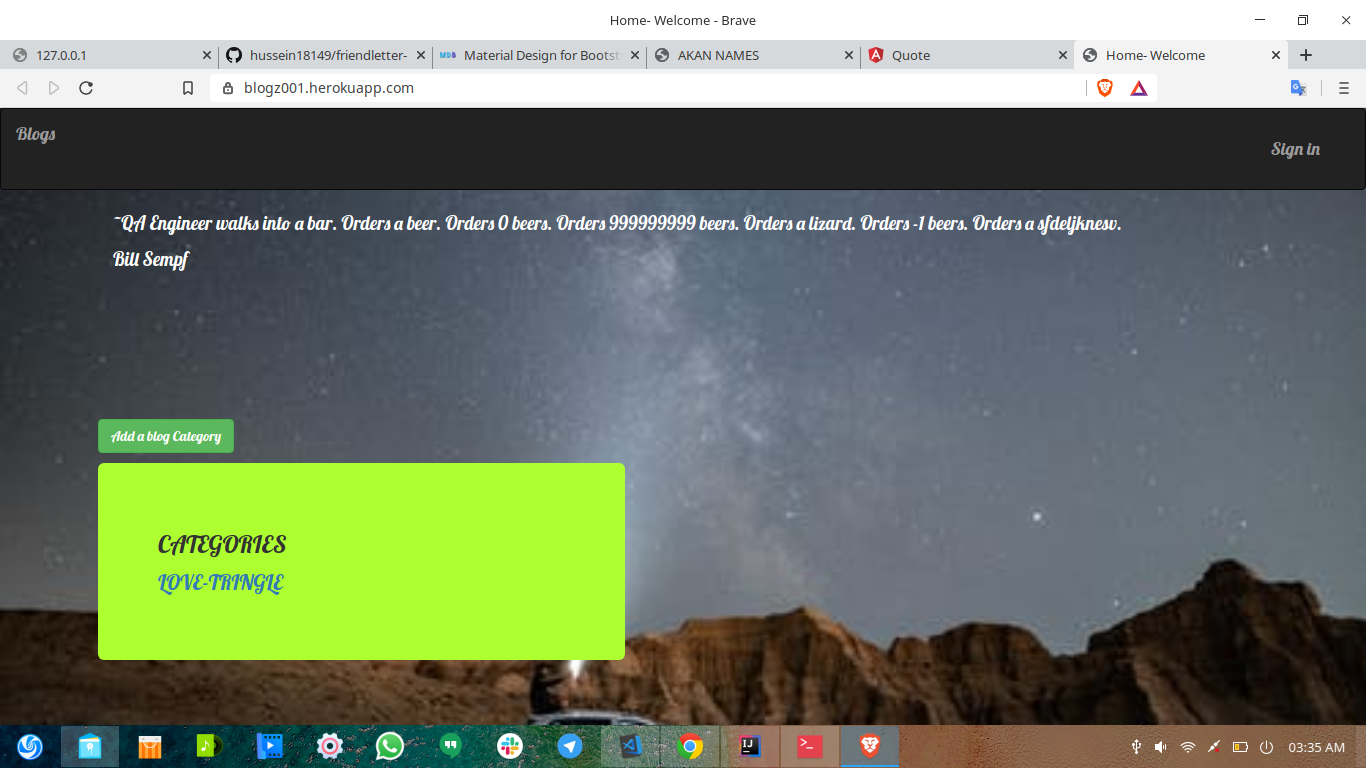 Home- Welcome - Brave
127.0.0.1
hussein18149/friendletter-
MDB
Material Design for Bootst
AKAN NAMES
Quote
Home- Welcome
blogz001.herokuapp.com
Blogs
Sign in
~QA Engineer walks into a bar. Orders a beer. Orders 0 beers. Orders 999999999 beers. Orders a lizard. Orders -1 beers. Orders a sfdeljknesv.
Bill Sempf
Add a blog Category
CATEGORIES
LOVE-TRINGLE
IJ
03:35 AM